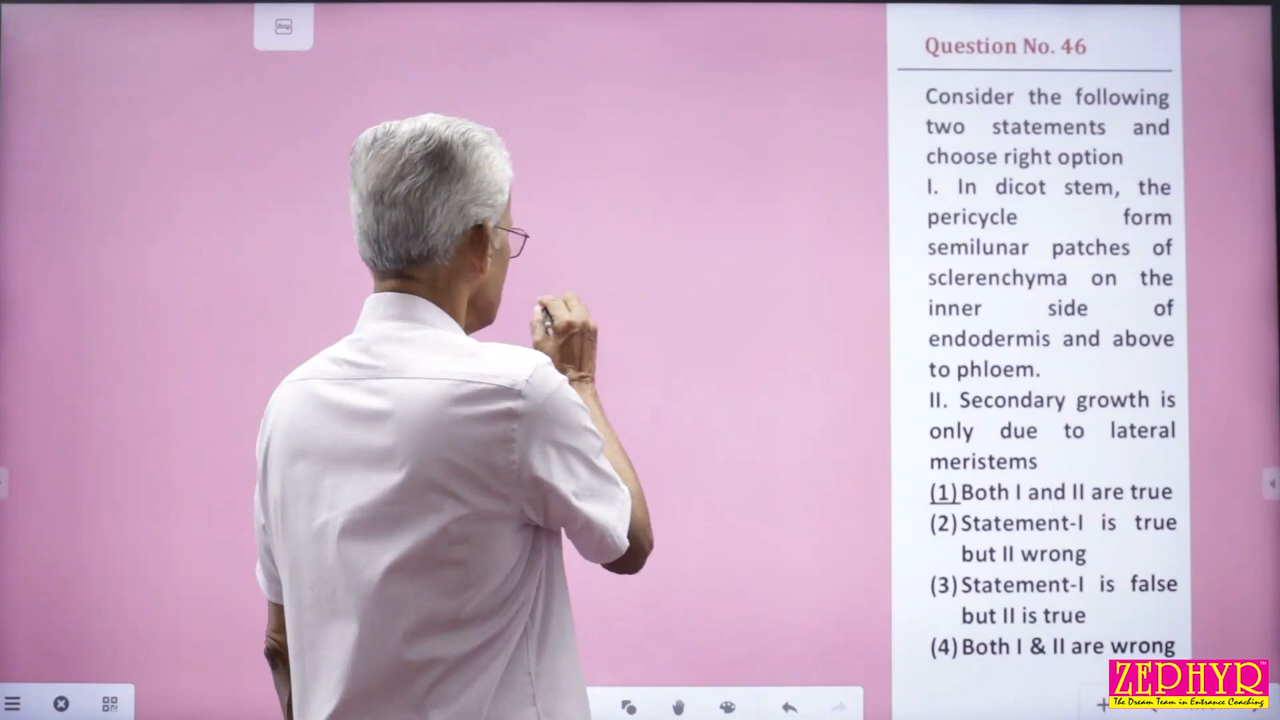 Question No. 46
Consider the following
two statements and
choose right option
I. In dicot stem, the
pericycle form
semilunar patches of
sclerenchyma on the
inner side of
endodermis and above
to phloem.
II. Secondary growth is
only due to lateral
meristems
(1) Both I and II are true
(2) Statement-I is true
but II wrong
(3) Statement-I is false
but II is true
(4) Both I & II are wrong
ZEPHYR
The Dream Team in Entrance Coaching